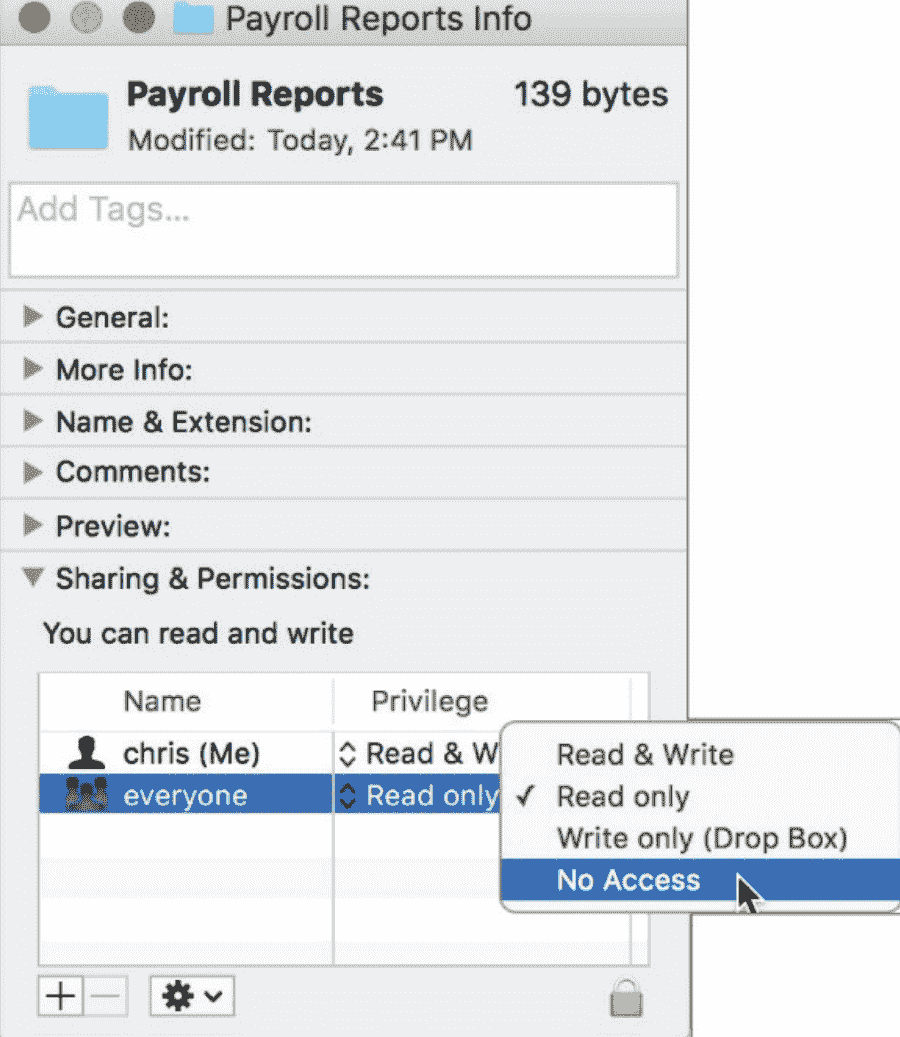 Payroll Reports Info
Payroll Reports 139 bytes
Modified: Today, 2:41 PM
Add Tags...
General:
More Info:
Name & Extension:
Comments:
Preview:
Sharing & Permissions:
You can read and write
Name Privilege
chris (Me) Read & W
everyone Read only
Read & Write
✓ Read only
Write only (Drop Box)
No Access